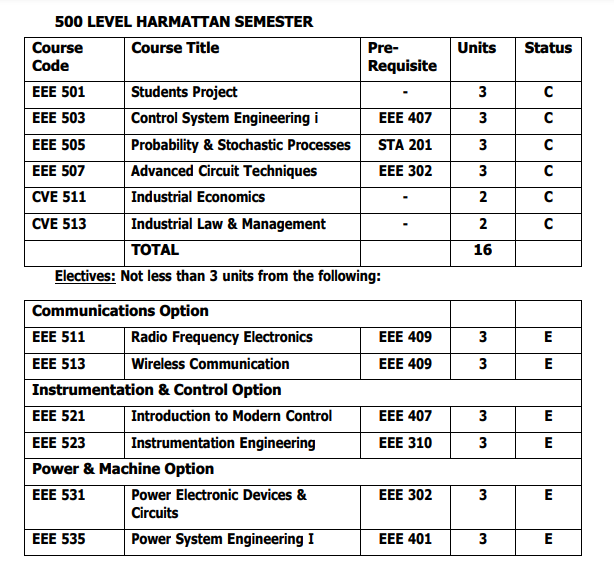 500 LEVEL HARMATTAN SEMESTER
Course Code Course Title Pre-Requisite Units Status
EEE 501 Students Project - 3 C
EEE 503 Control System Engineering i EEE 407 3 C
EEE 505 Probability & Stochastic Processes STA 201 3 C
EEE 507 Advanced Circuit Techniques EEE 302 3 C
CVE 511 Industrial Economics - 2 C
CVE 513 Industrial Law & Management - 2 C
TOTAL 16
Electives: Not less than 3 units from the following:
Communications Option
EEE 511 Radio Frequency Electronics EEE 409 3 E
EEE 513 Wireless Communication EEE 409 3 E
Instrumentation & Control Option
EEE 521 Introduction to Modern Control EEE 407 3 E
EEE 523 Instrumentation Engineering EEE 310 3 E
Power & Machine Option
EEE 531 Power Electronic Devices & Circuits EEE 302 3 E
EEE 535 Power System Engineering I EEE 401 3 E